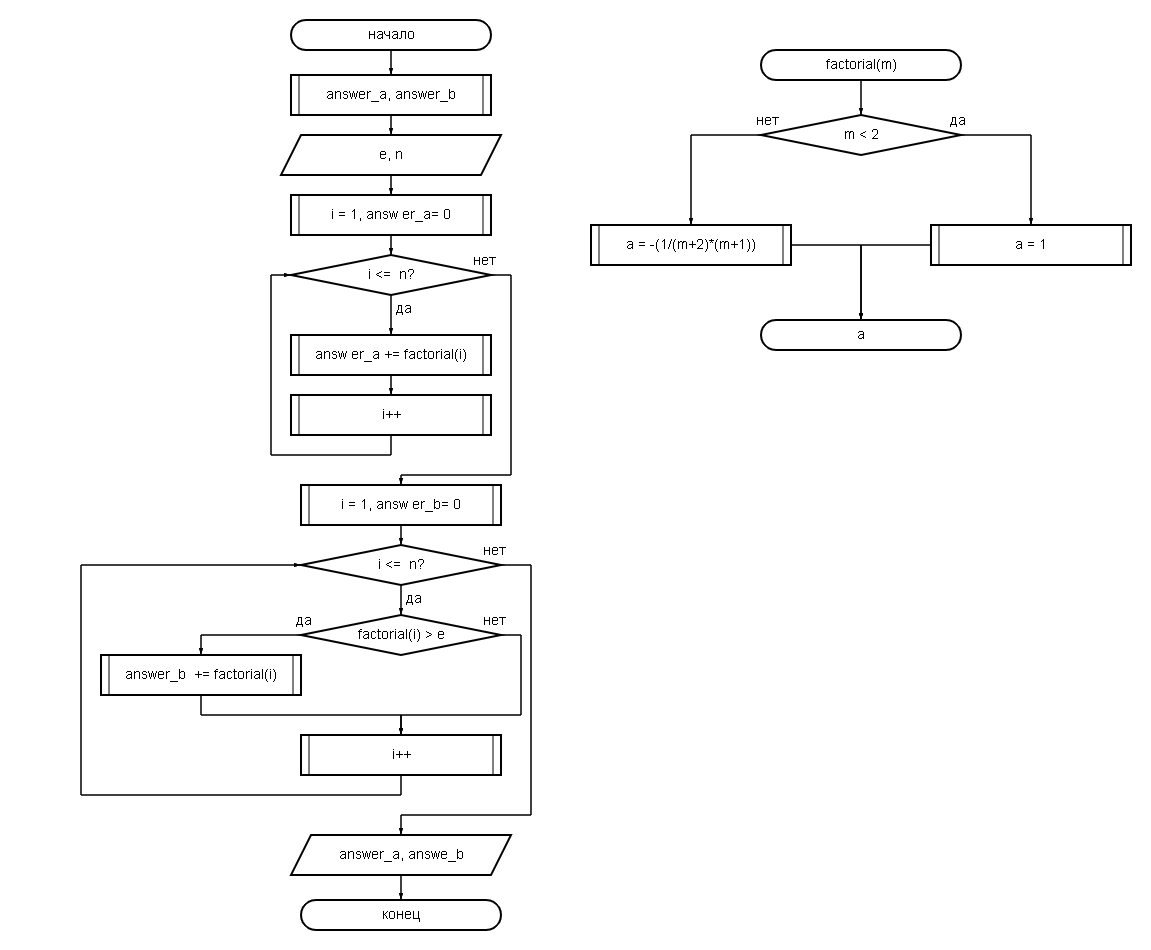 начало
answer_a, answer_b
e, n
i = 1, answ er_a= 0
i <=  n?
нет
да
answ er_a += factorial(i)
i++
i = 1, answ er_b= 0
i <=  n?
нет
да
factorial(i) > e
да
нет
answer_b  += factorial(i)
i++
answer_a, answe_b
конец
factorial(m)
m < 2
нет
да
a = -(1/(m+2)*(m+1))
a = 1
a